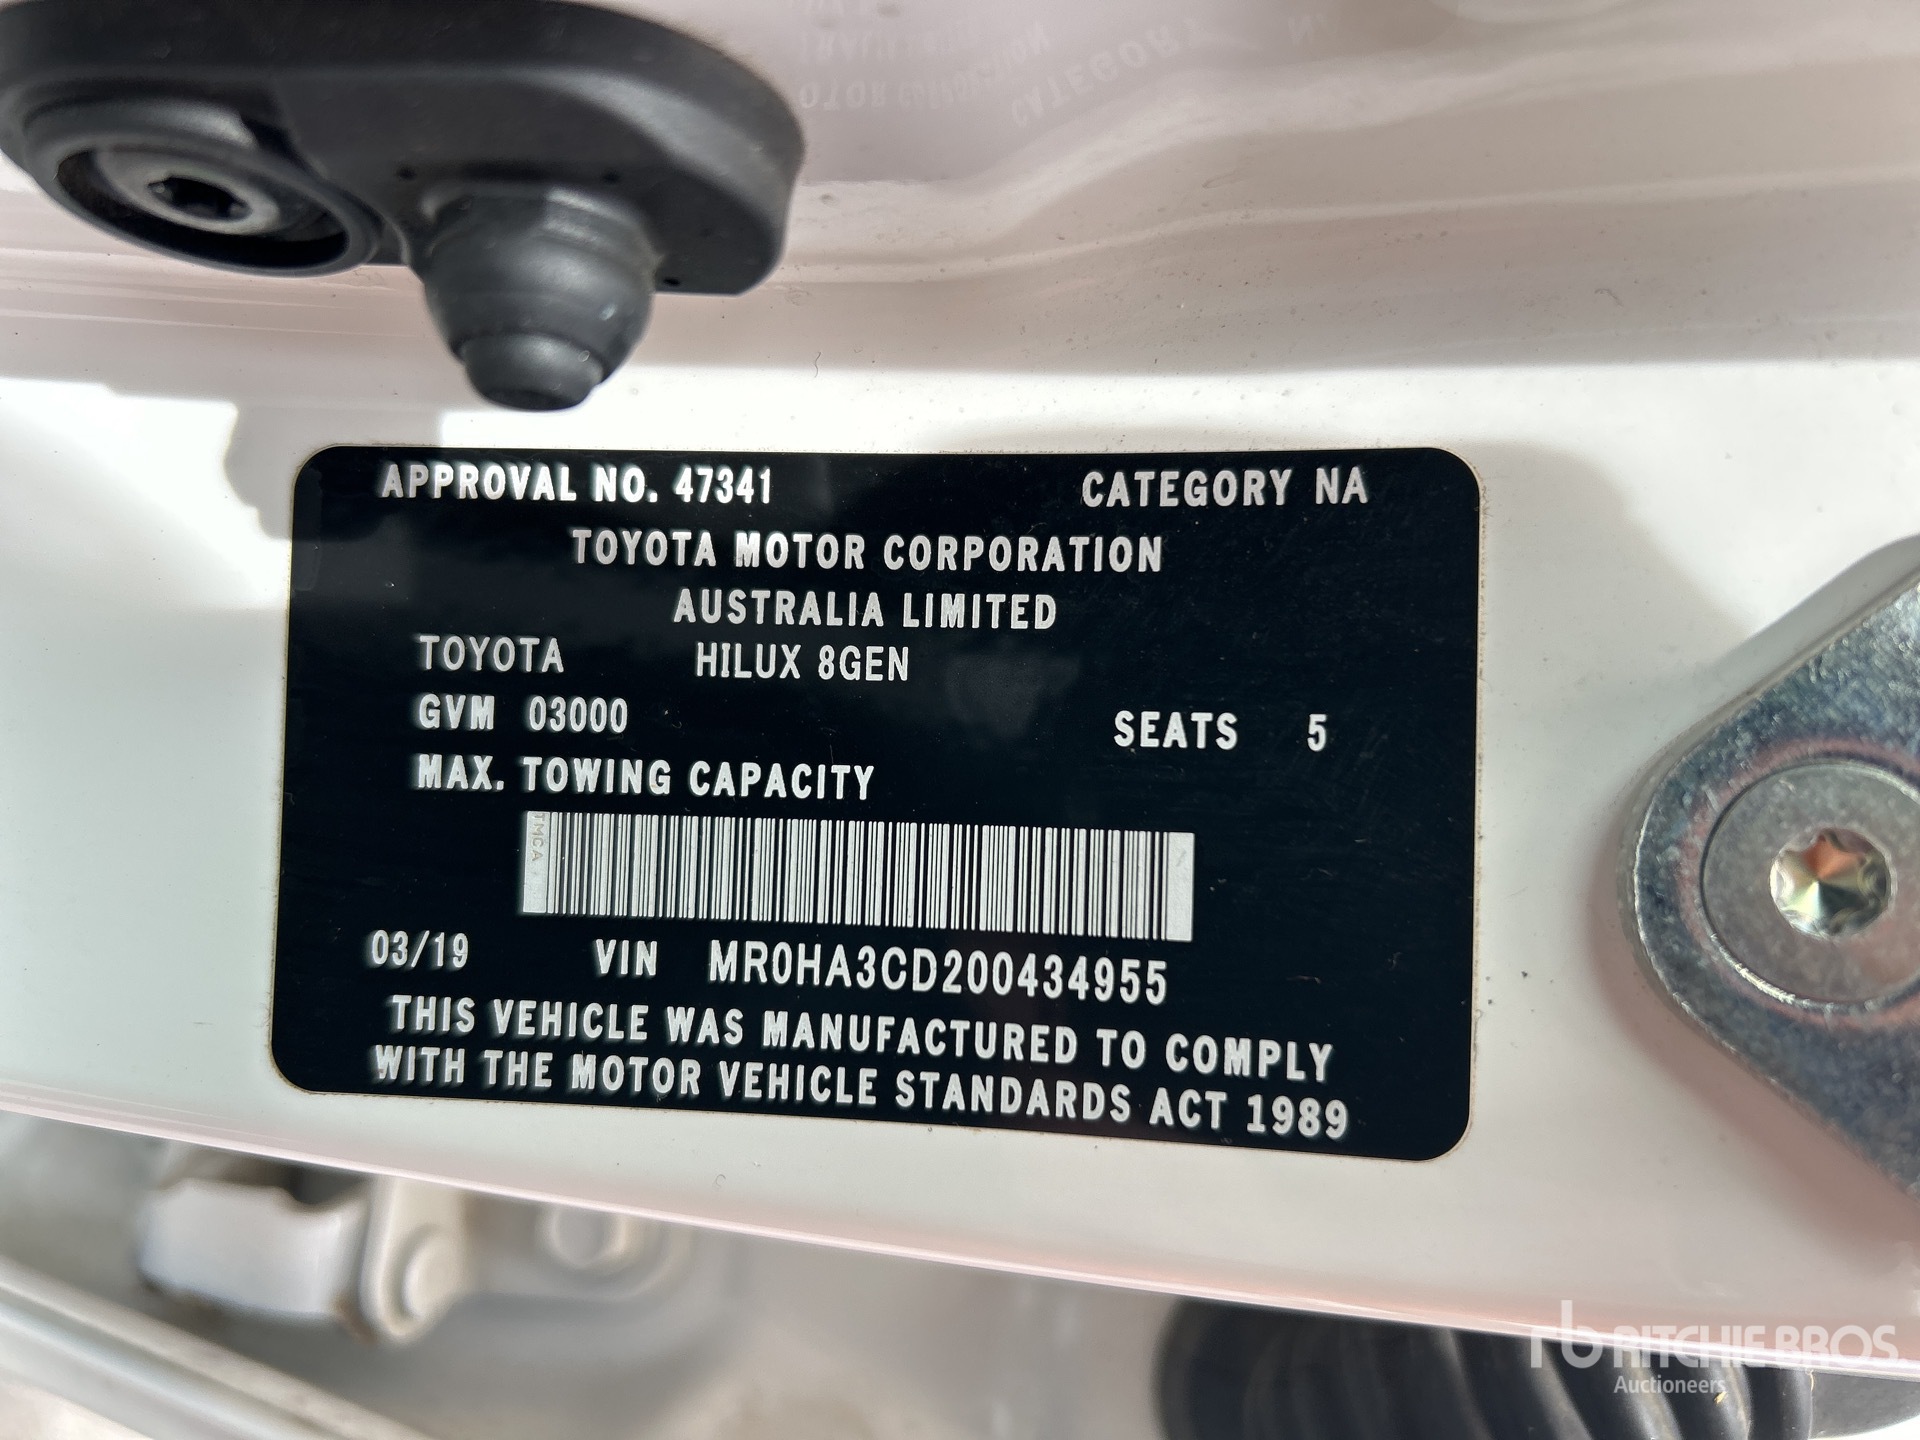 APPROVAL NO. 47341 CATEGORY NA
TOYOTA MOTOR CORPORATION
AUSTRALIA LIMITED
TOYOTA HILUX 8GEN
GVM 03000 SEATS 5
MAX. TOWING CAPACITY
TMCA
03/19 VIN MR0HA3CD200434955
THIS VEHICLE WAS MANUFACTURED TO COMPLY
WITH THE MOTOR VEHICLE STANDARDS ACT 1989
rb RITCHIE BROS.
Auctioneers